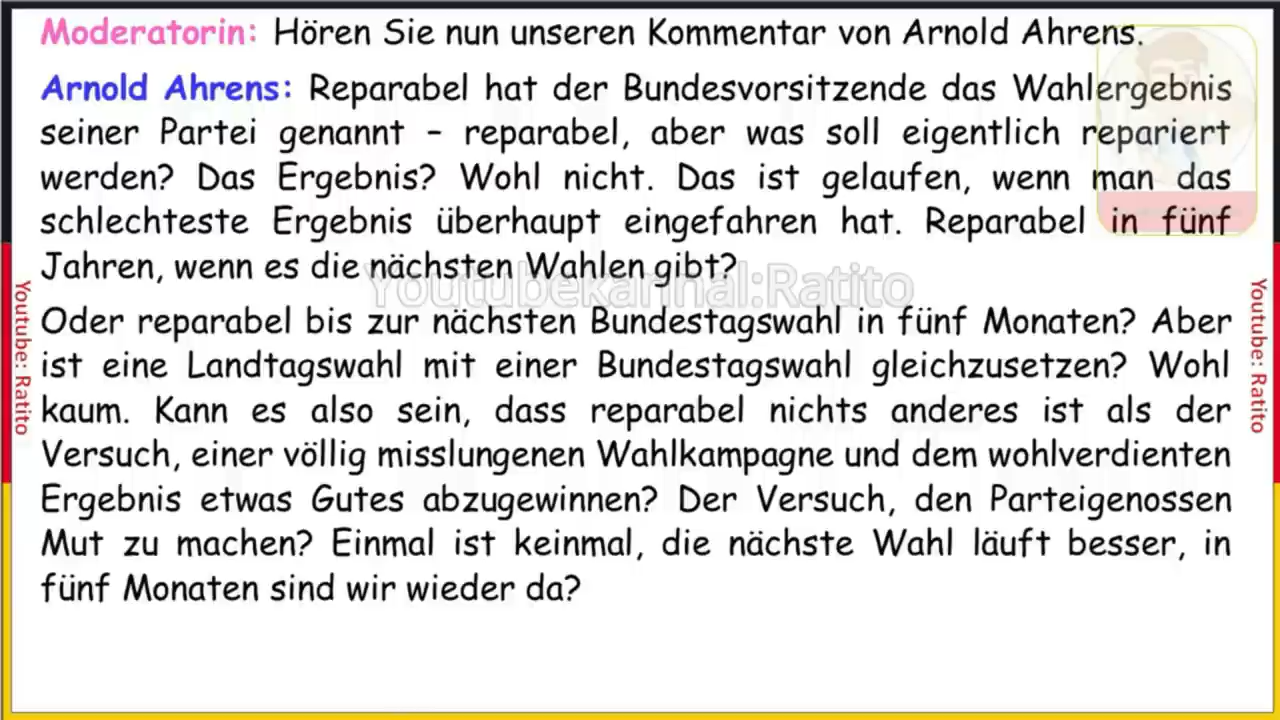 Moderatorin: Hören Sie nun unseren Kommentar von Arnold Ahrens.
Arnold Ahrens: Reparabel hat der Bundesvorsitzende das Wahlergebnis
seiner Partei genannt – reparabel, aber was soll eigentlich repariert
werden? Das Ergebnis? Wohl nicht. Das ist gelaufen, wenn man das
schlechteste Ergebnis überhaupt eingefahren hat. Reparabel in fünf
Jahren, wenn es die nächsten Wahlen gibt?
Youtubekannal:Ratito
Oder reparabel bis zur nächsten Bundestagswahl in fünf Monaten? Aber
ist eine Landtagswahl mit einer Bundestagswahl gleichzusetzen? Wohl
kaum. Kann es also sein, dass reparabel nichts anderes ist als der
Versuch, einer völlig misslungenen Wahlkampagne und dem wohlverdienten
Ergebnis etwas Gutes abzugewinnen? Der Versuch, den Parteigenossen
Mut zu machen? Einmal ist keinmal, die nächste Wahl läuft besser, in
fünf Monaten sind wir wieder da?
Youtube: Ratito
Youtube: Ratito